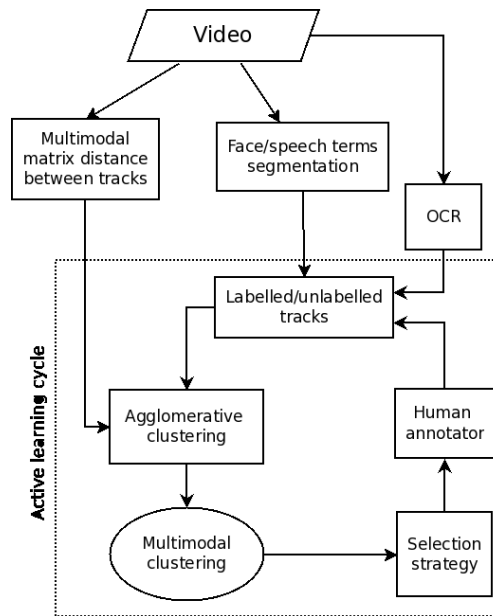 Video
Multimodal
matrix distance
between tracks
Face/speech terms
segmentation
OCR
Labelled/unlabelled
tracks
Active learning cycle
Agglomerative
clustering
Human
annotator
Multimodal
clustering
Selection
strategy